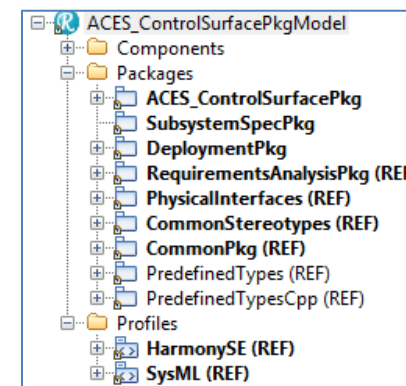 ACES_ControlSurfacePkgModel
Components
Packages
ACES_ControlSurfacePkg
SubsystemSpecPkg
DeploymentPkg
RequirementsAnalysisPkg (REF
PhysicalInterfaces (REF)
CommonStereotypes (REF)
CommonPkg (REF)
PredefinedTypes (REF)
PredefinedTypesCpp (REF)
Profiles
HarmonySE (REF)
SysML (REF)